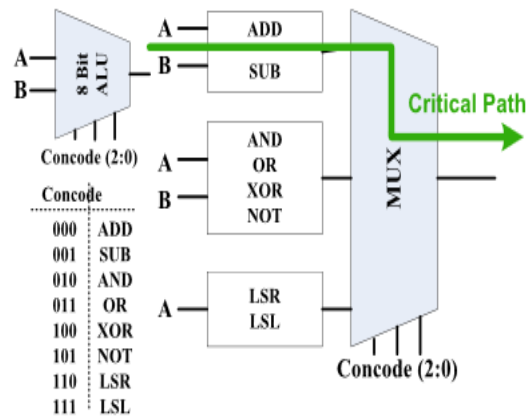 A
B
8 Bit
ALU
Concode (2:0)
Concode
000 ADD
001 SUB
010 AND
011 OR
100 XOR
101 NOT
110 LSR
111 LSL
A
B
ADD
SUB
A
B
AND
OR
XOR
NOT
A
LSR
LSL
MUX
Critical Path
Concode (2:0)